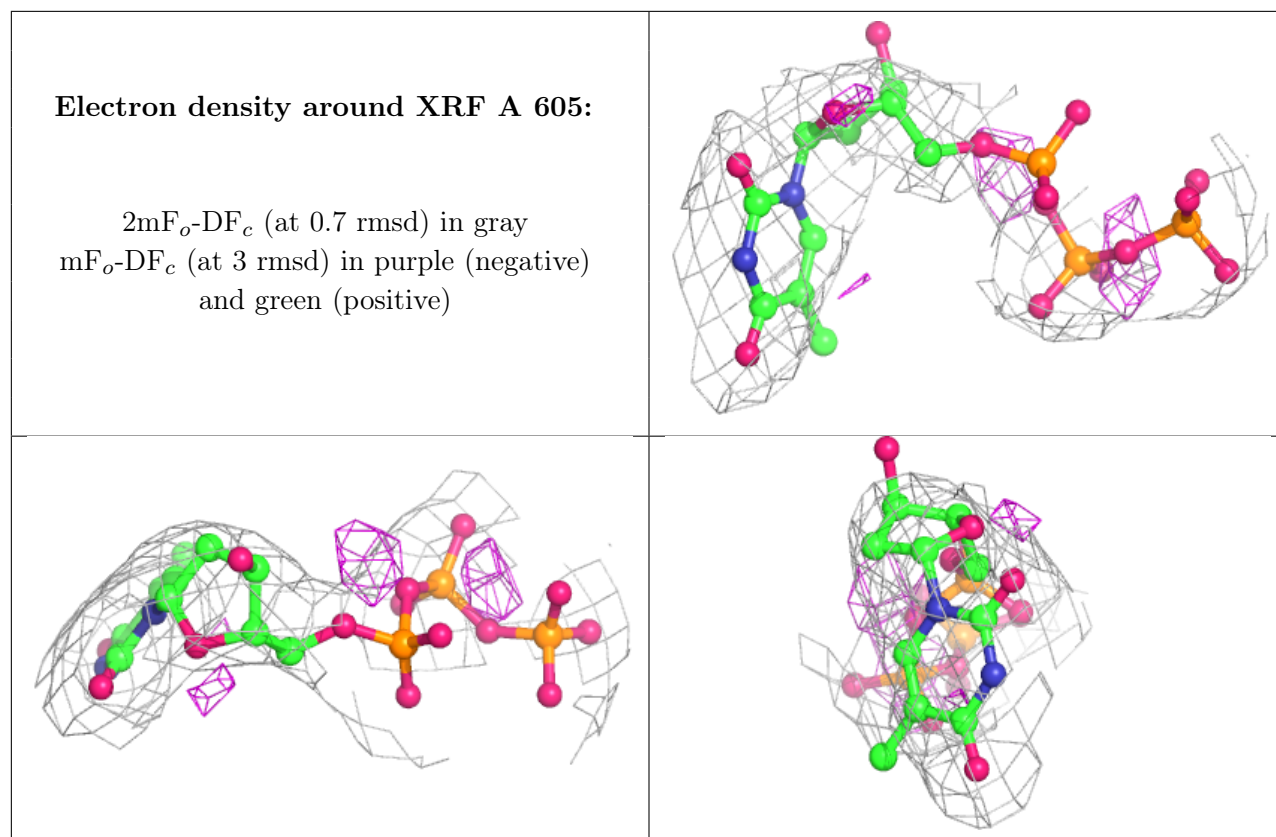 Electron density around XRF A 605:
2mFₒ-DF𝒸 (at 0.7 rmsd) in gray
mFₒ-DF𝒸 (at 3 rmsd) in purple (negative)
and green (positive)